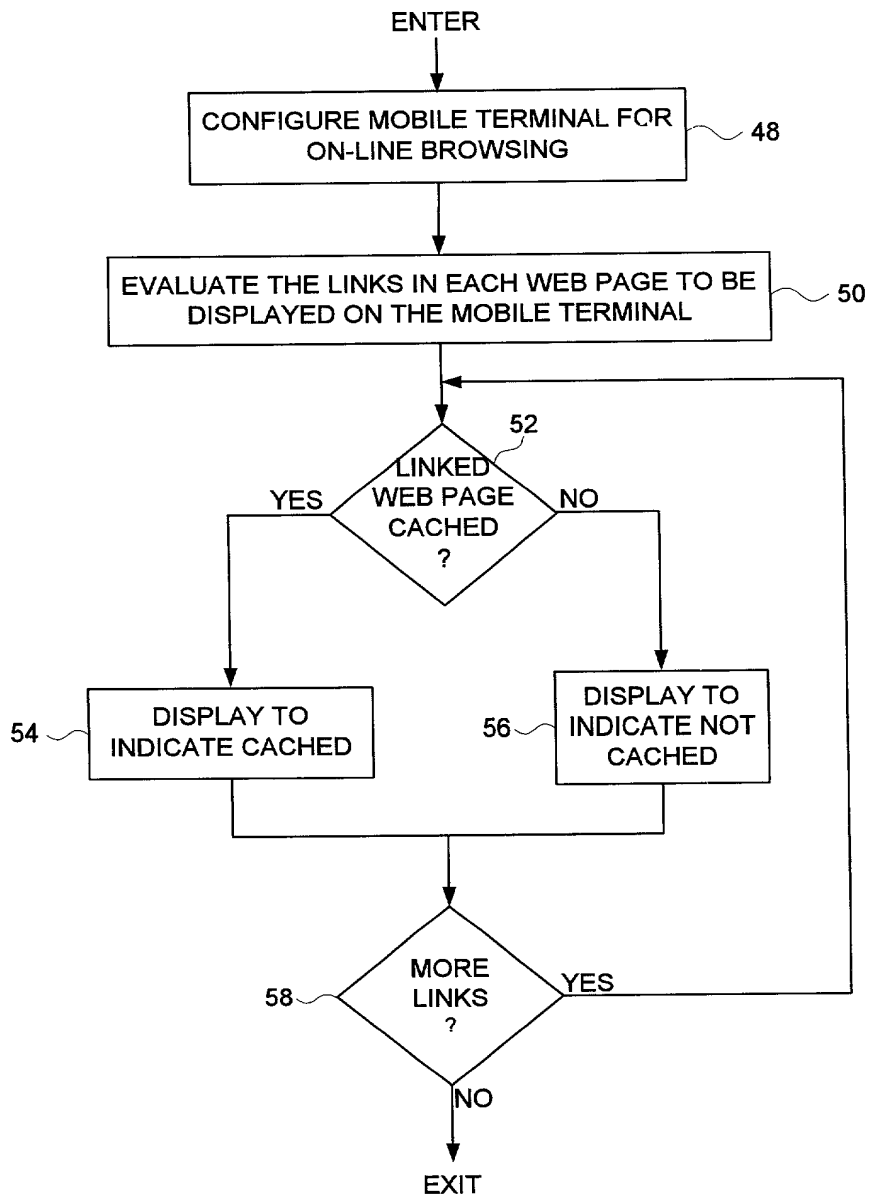 ENTER
CONFIGURE MOBILE TERMINAL FOR
ON-LINE BROWSING
48
EVALUATE THE LINKS IN EACH WEB PAGE TO BE
DISPLAYED ON THE MOBILE TERMINAL
50
52
LINKED
WEB PAGE
CACHED
?
YES
NO
54
DISPLAY TO
INDICATE CACHED
56
DISPLAY TO
INDICATE NOT
CACHED
58
MORE
LINKS
?
YES
NO
EXIT